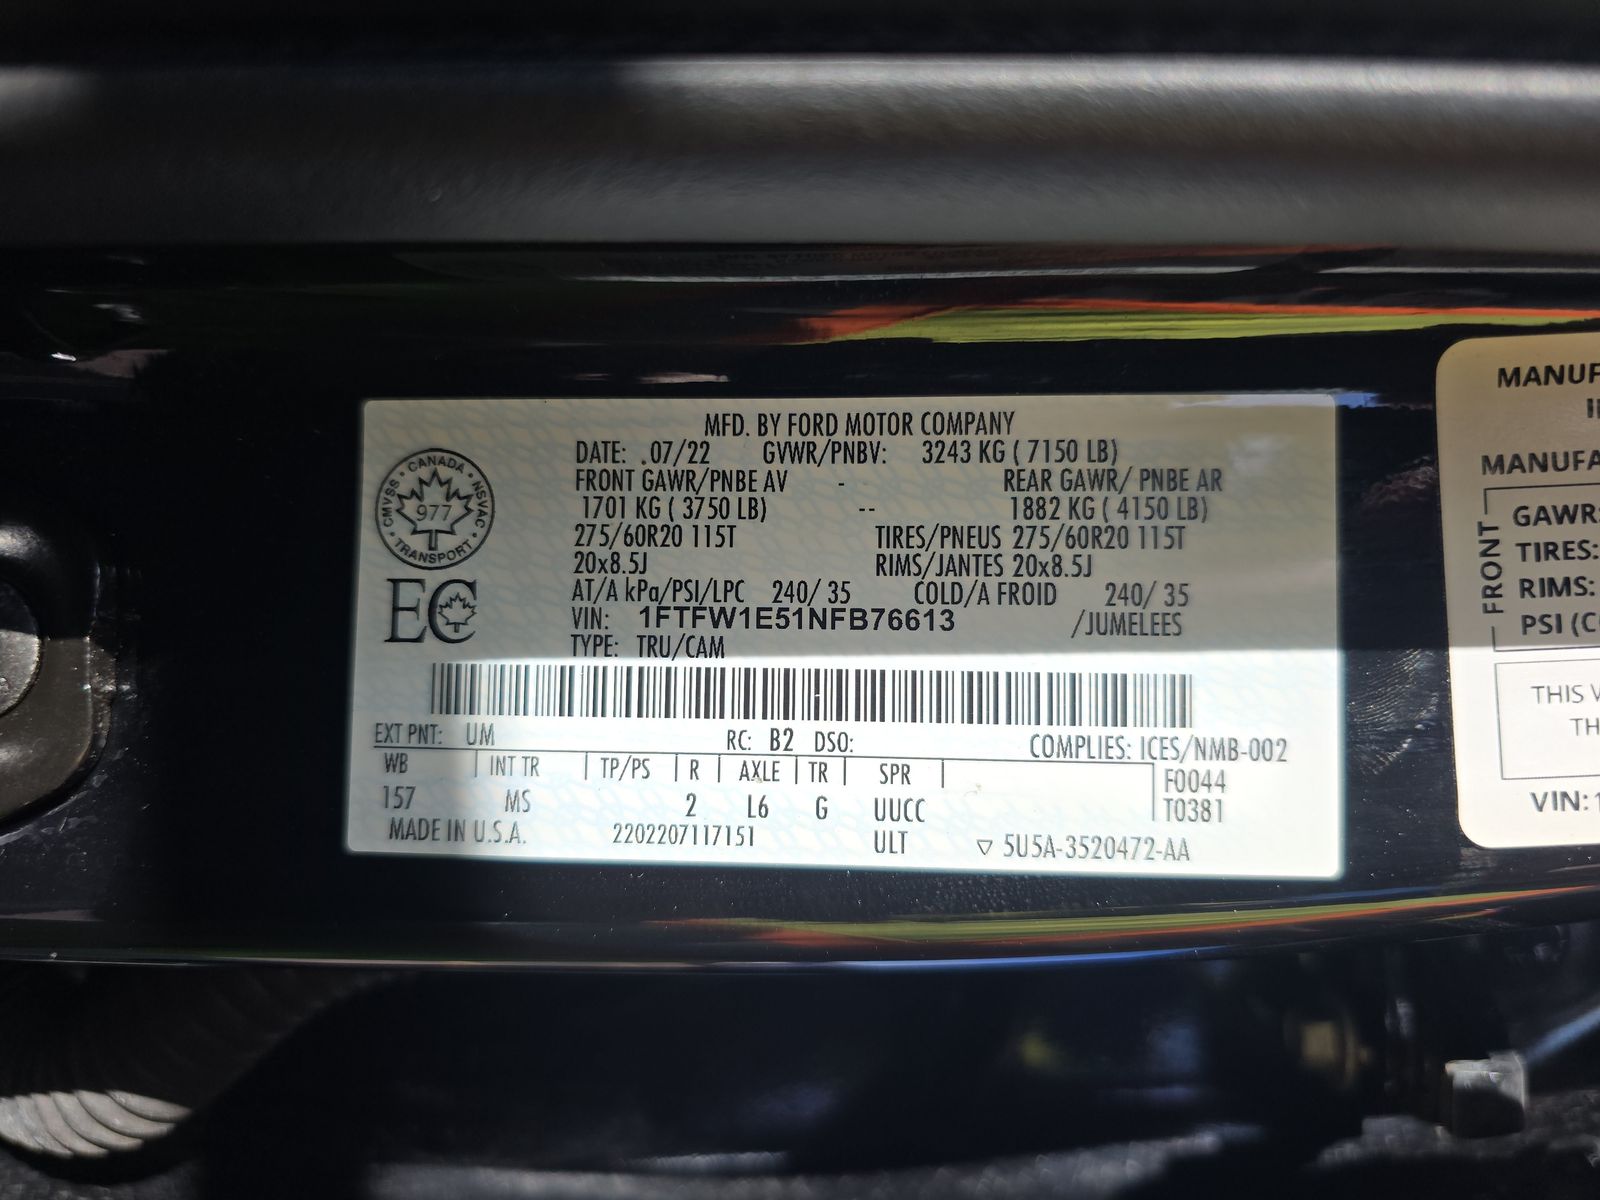 MFD. BY FORD MOTOR COMPANY
DATE: .07/22 GVWR/PNBV: 3243 KG ( 7150 LB)
FRONT GAWR/PNBE AV - REAR GAWR/ PNBE AR
1701 KG ( 3750 LB) -- 1882 KG ( 4150 LB)
275/60R20 115T TIRES/PNEUS 275/60R20 115T
20x8.5J RIMS/JANTES 20x8.5J
AT/A kPa/PSI/LPC 240/ 35 COLD/A FROID 240/ 35
VIN: 1FTFW1E51NFB76613 /JUMELEES
TYPE: TRU/CAM
CANADA
CMVSS NSVAC
977
TRANSPORT
EC
EXT PNT: UM RC: B2 DSO: COMPLIES: ICES/NMB-002
WB INT TR TP/PS R AXLE TR SPR F0044
157 MS 2 L6 G UUCC T0381
MADE IN U.S.A. 2202207117151 ULT ▽ 5U5A-3520472-AA
MANUF
MANUFA
FRONT
GAWR:
TIRES:
RIMS:
PSI (C
THIS V
TH
VIN: 1